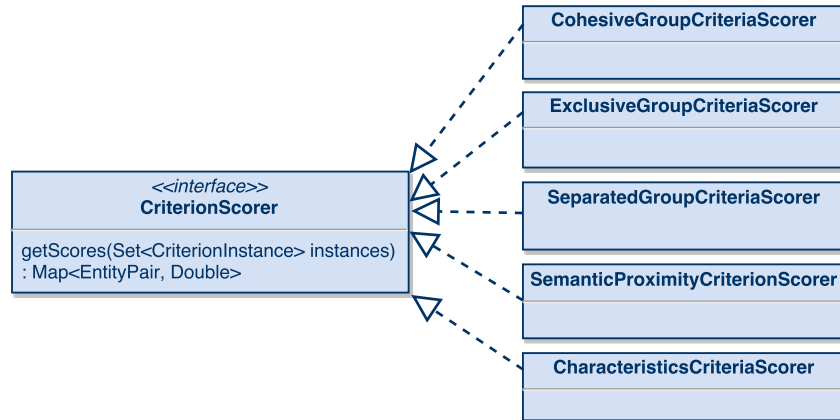 CohesiveGroupCriteriaScorer
ExclusiveGroupCriteriaScorer
<<interface>>
CriterionScorer
SeparatedGroupCriteriaScorer
getScores(Set<CriterionInstance> instances)
: Map<EntityPair, Double>
SemanticProximityCriterionScorer
CharacteristicsCriteriaScorer